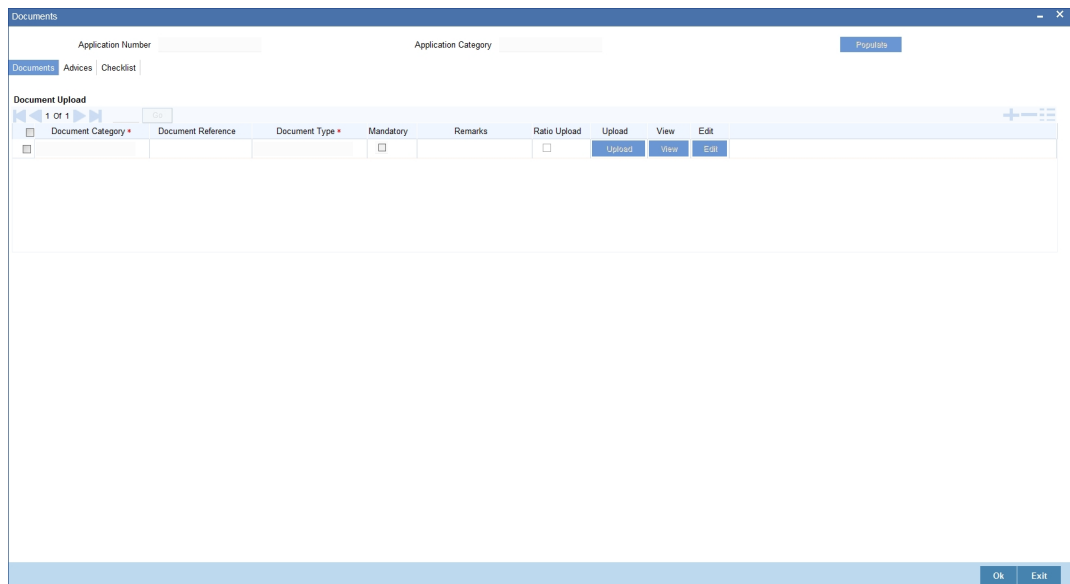 Documents
Application Number Application Category Populate
Documents Advices Checklist
Document Upload
1 Of 1 Go
Document Category * Document Reference Document Type * Mandatory Remarks Ratio Upload Upload View Edit
Upload View Edit
Ok Exit